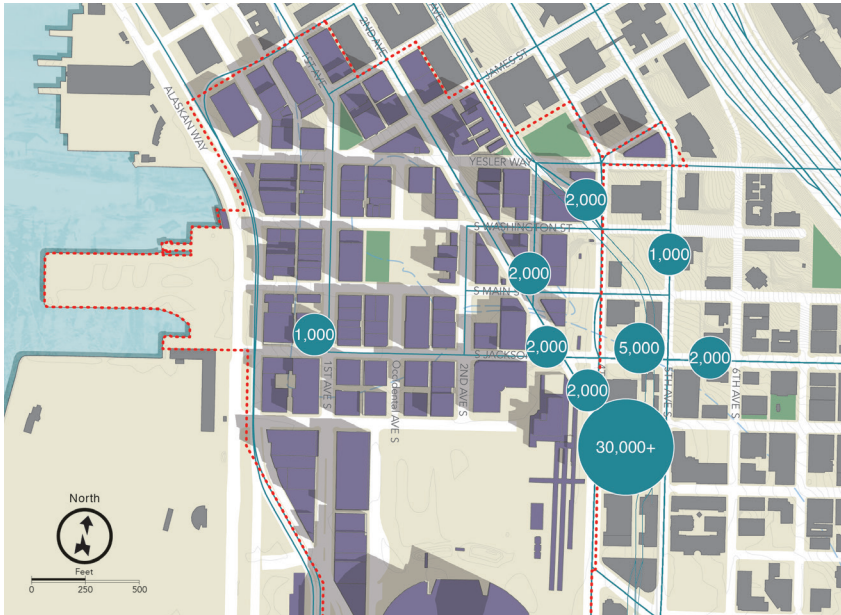 ALASKAN WAY
1ST AVE
2ND AVE
JAMES ST
YESLER WAY
2,000
S WASHINGTON ST
1,000
2,000
S MAIN S
1,000
2,000
5,000
2,000
S JACKSON
2,000
1ST AVE S
Occidental AVE S
2ND AVE S
5TH AVE S
6TH AVE S
30,000+
North
Feet
0 250 500